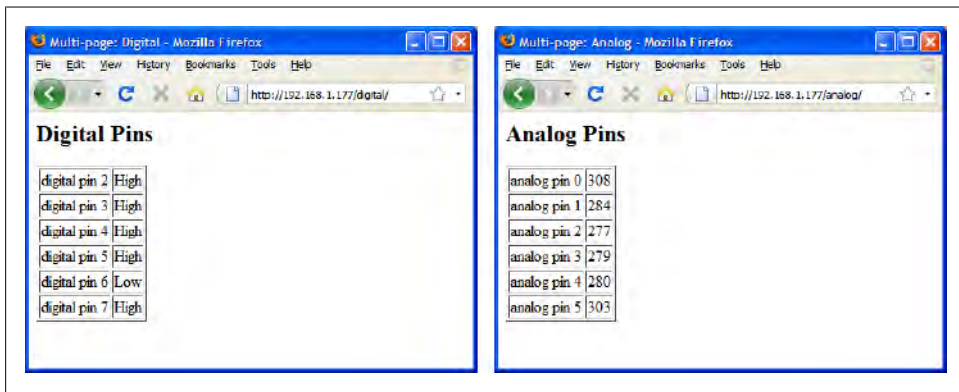 Multi-page: Digital - Mozilla Firefox
File Edit View History Bookmarks Tools Help
http://192.168.1.177/digital/
Digital Pins
digital pin 2 High
digital pin 3 High
digital pin 4 High
digital pin 5 High
digital pin 6 Low
digital pin 7 High
Multi-page: Analog - Mozilla Firefox
File Edit View History Bookmarks Tools Help
http://192.168.1.177/analog/
Analog Pins
analog pin 0 308
analog pin 1 284
analog pin 2 277
analog pin 3 279
analog pin 4 280
analog pin 5 303